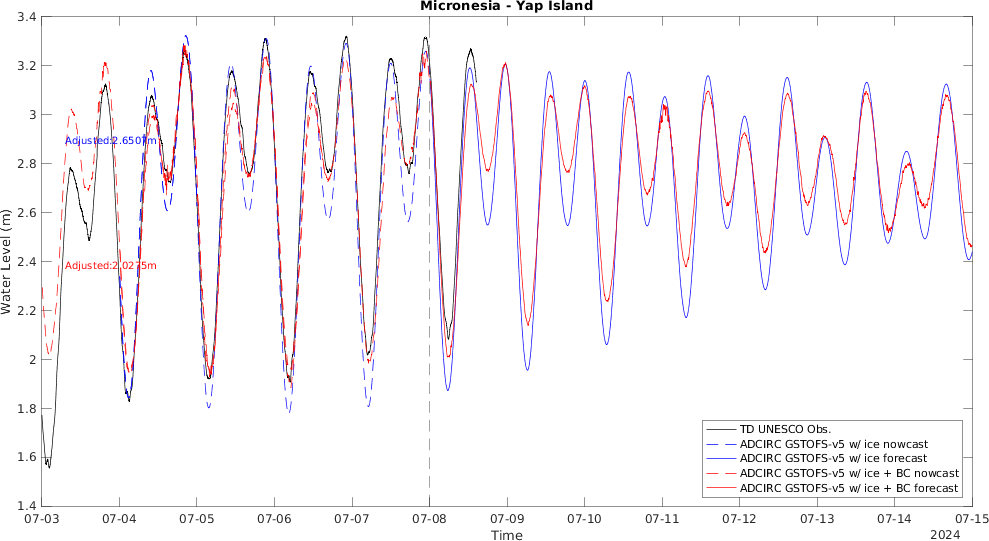 Micronesia - Yap Island
3.4
3.2
3
2.8
2.6
2.4
2.2
2
1.8
1.6
1.4
Water Level (m)
Adjusted:2.6507m
Adjusted:2.0275m
TD UNESCO Obs.
ADCIRC GSTOFS-v5 w/ ice nowcast
ADCIRC GSTOFS-v5 w/ ice forecast
ADCIRC GSTOFS-v5 w/ ice + BC nowcast
ADCIRC GSTOFS-v5 w/ ice + BC forecast
07-03 07-04 07-05 07-06 07-07 07-08 07-09 07-10 07-11 07-12 07-13 07-14 07-15
Time
2024